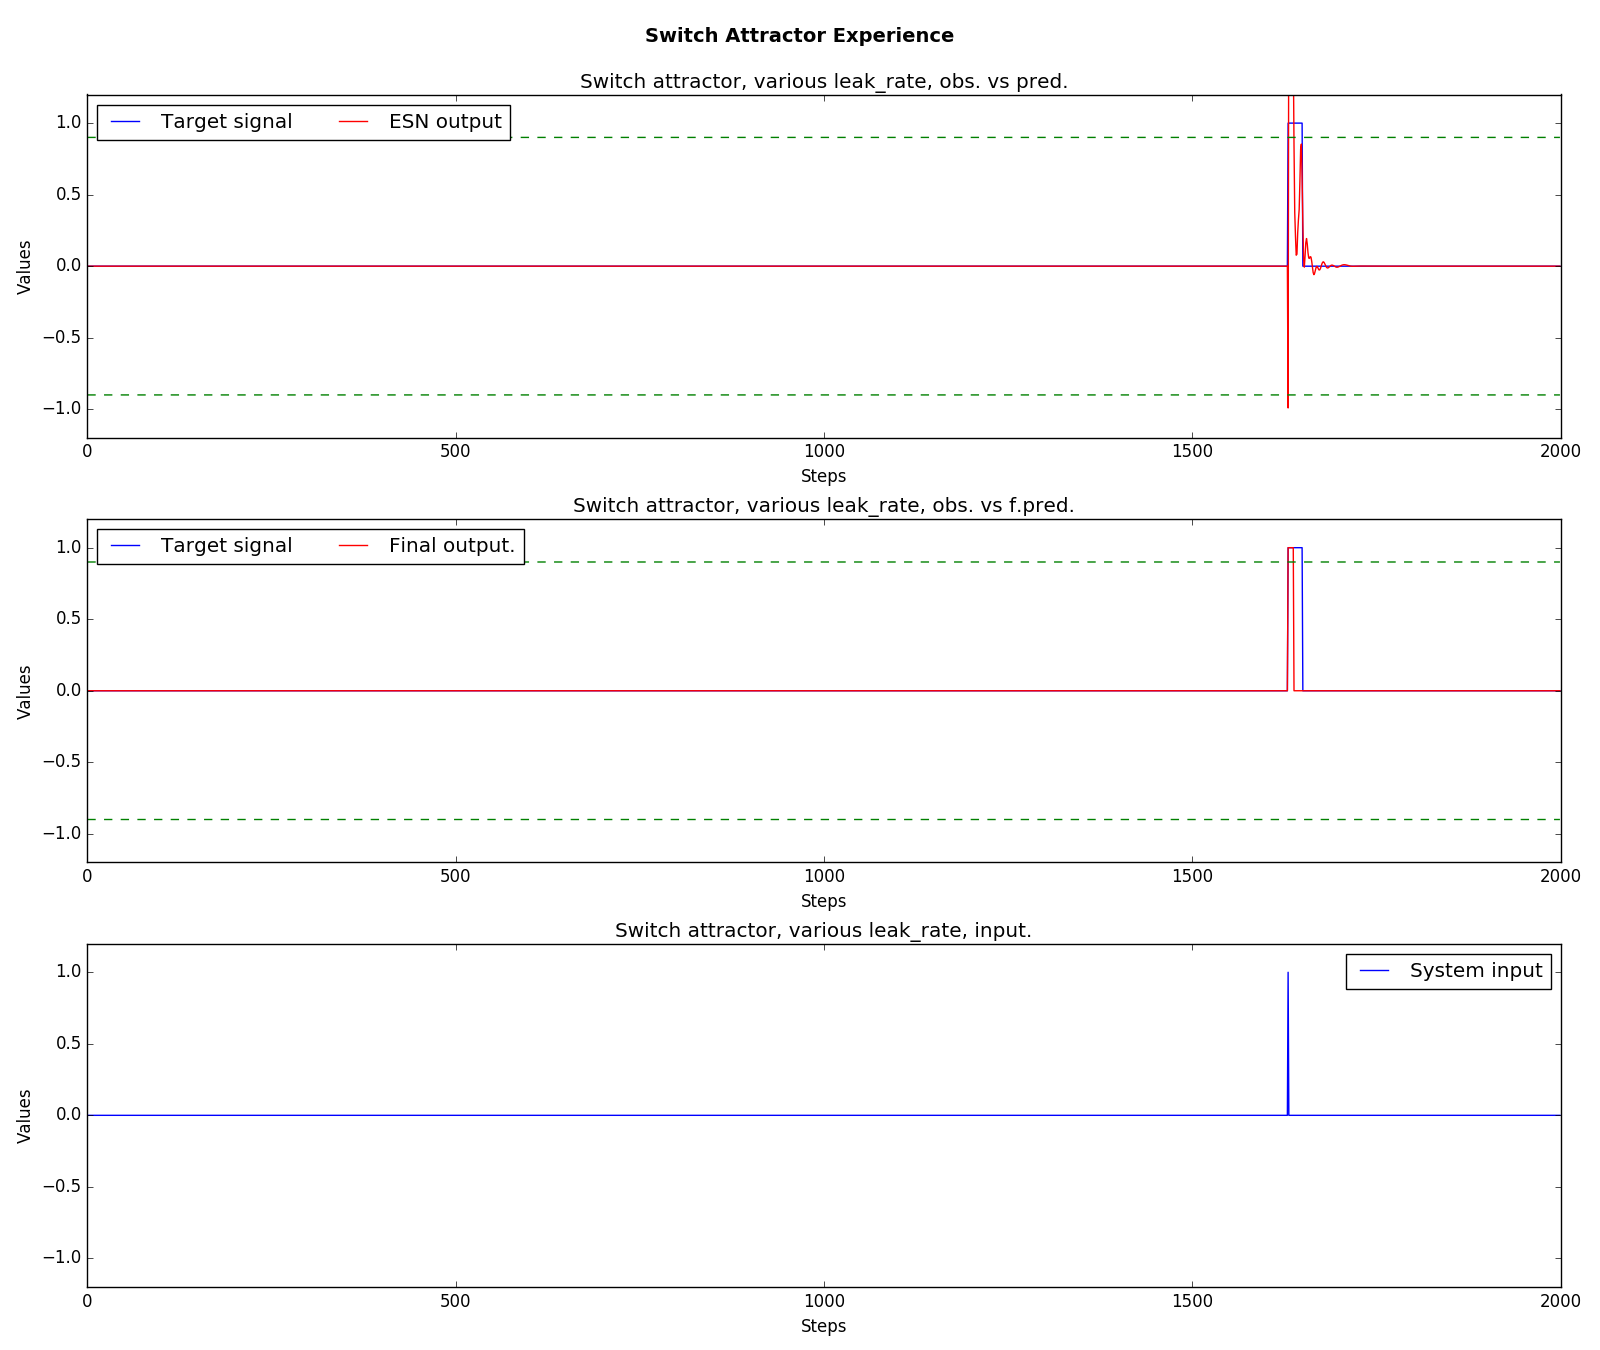 Switch Attractor Experience
Switch attractor, various leak_rate, obs. vs pred.
Target signal ESN output
1.0
0.5
0.0
−0.5
−1.0
Values
0 500 1000 1500 2000
Steps
Switch attractor, various leak_rate, obs. vs f.pred.
Target signal Final output.
1.0
0.5
0.0
−0.5
−1.0
Values
0 500 1000 1500 2000
Steps
Switch attractor, various leak_rate, input.
System input
1.0
0.5
0.0
−0.5
−1.0
Values
0 500 1000 1500 2000
Steps